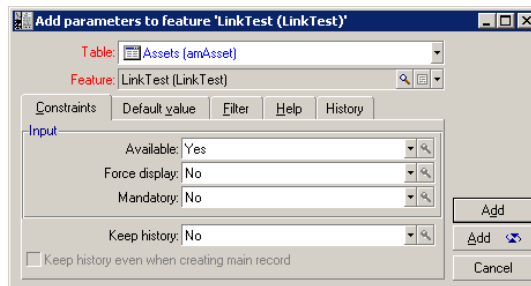 Add parameters to feature 'LinkTest (LinkTest)'
Table: Assets (amAsset)
Feature: LinkTest (LinkTest)
Constraints Default value Filter Help History
Input
Available: Yes
Force display: No
Mandatory: No
Keep history: No
Keep history even when creating main record
Add
Add
Cancel